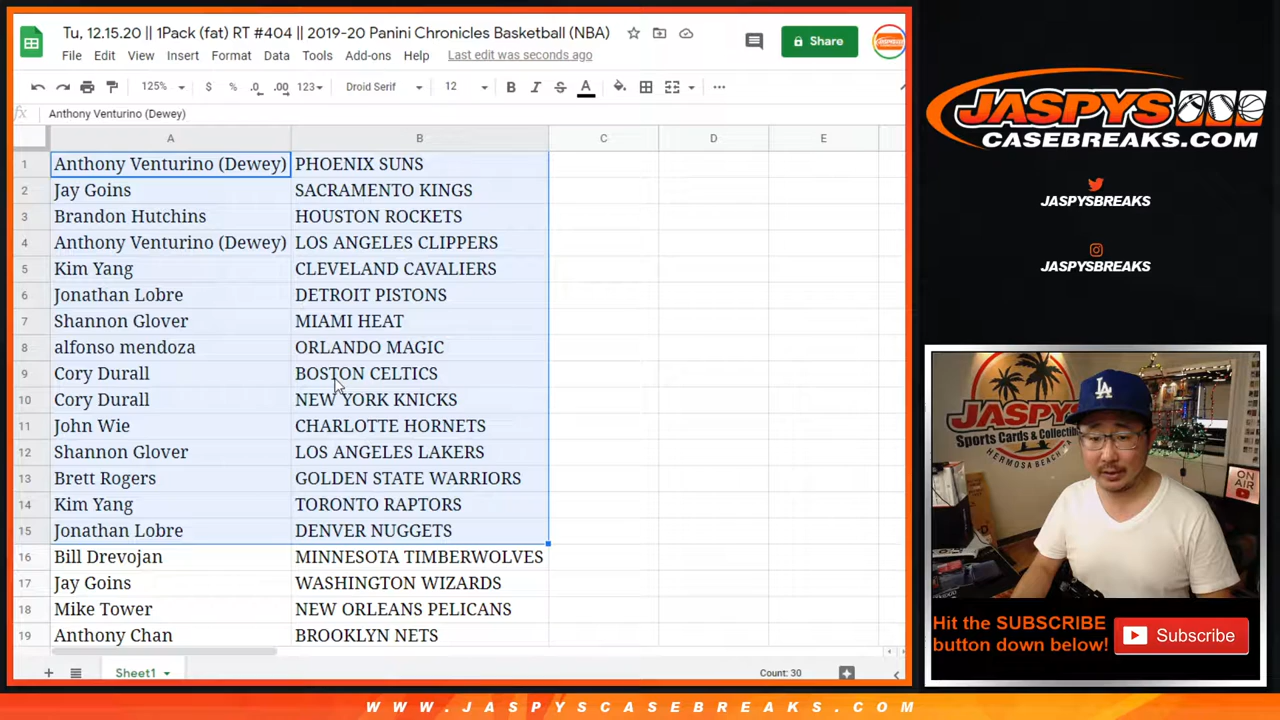 Tu, 12.15.20 || 1Pack (fat) RT #404 || 2019-20 Panini Chronicles Basketball (NBA)
File Edit View Insert Format Data Tools Add-ons Help Last edit was seconds ago
Share
125% $ % .0 .00 123 Droid Serif 12 B I S A
fx Anthony Venturino (Dewey)
A B C D E
1 Anthony Venturino (Dewey) PHOENIX SUNS
2 Jay Goins SACRAMENTO KINGS
3 Brandon Hutchins HOUSTON ROCKETS
4 Anthony Venturino (Dewey) LOS ANGELES CLIPPERS
5 Kim Yang CLEVELAND CAVALIERS
6 Jonathan Lobre DETROIT PISTONS
7 Shannon Glover MIAMI HEAT
8 alfonso mendoza ORLANDO MAGIC
9 Cory Durall BOSTON CELTICS
10 Cory Durall NEW YORK KNICKS
11 John Wie CHARLOTTE HORNETS
12 Shannon Glover LOS ANGELES LAKERS
13 Brett Rogers GOLDEN STATE WARRIORS
14 Kim Yang TORONTO RAPTORS
15 Jonathan Lobre DENVER NUGGETS
16 Bill Drevojan MINNESOTA TIMBERWOLVES
17 Jay Goins WASHINGTON WIZARDS
18 Mike Tower NEW ORLEANS PELICANS
19 Anthony Chan BROOKLYN NETS
Sheet1 Count: 30
JASPYS
CASEBREAKS.COM
JASPYSBREAKS
JASPYSBREAKS
JASPYS
Sports Cards & Collectibles
HERMOSA BEACH
LA
ON AIR
Hit the SUBSCRIBE
button down below!
Subscribe
WWW.JASPYSCASEBREAKS.COM